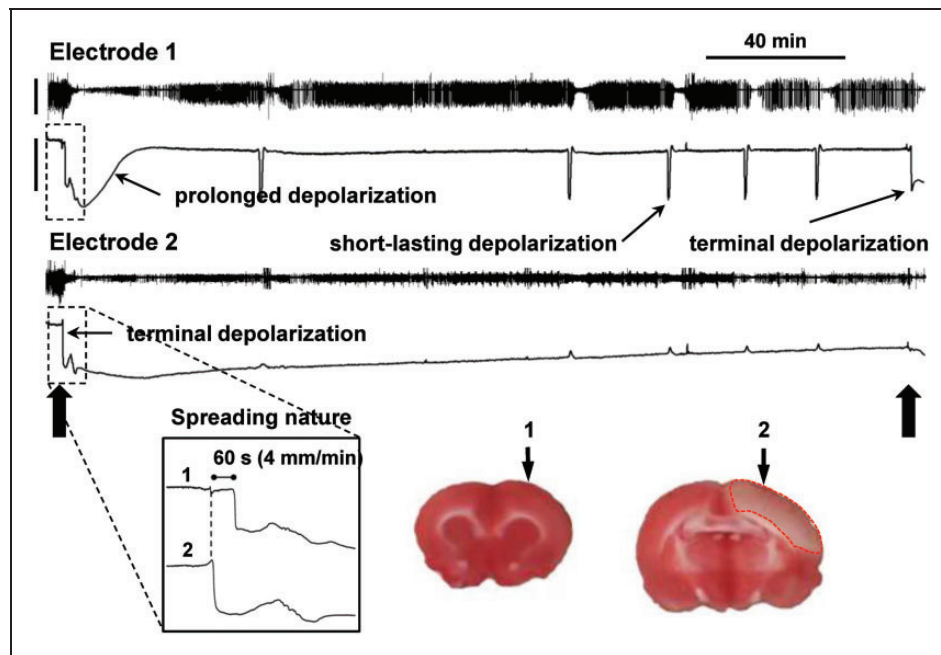 Electrode 1
40 min
prolonged depolarization
short-lasting depolarization
terminal depolarization
Electrode 2
terminal depolarization
Spreading nature
60 s (4 mm/min)
1
2
1
2